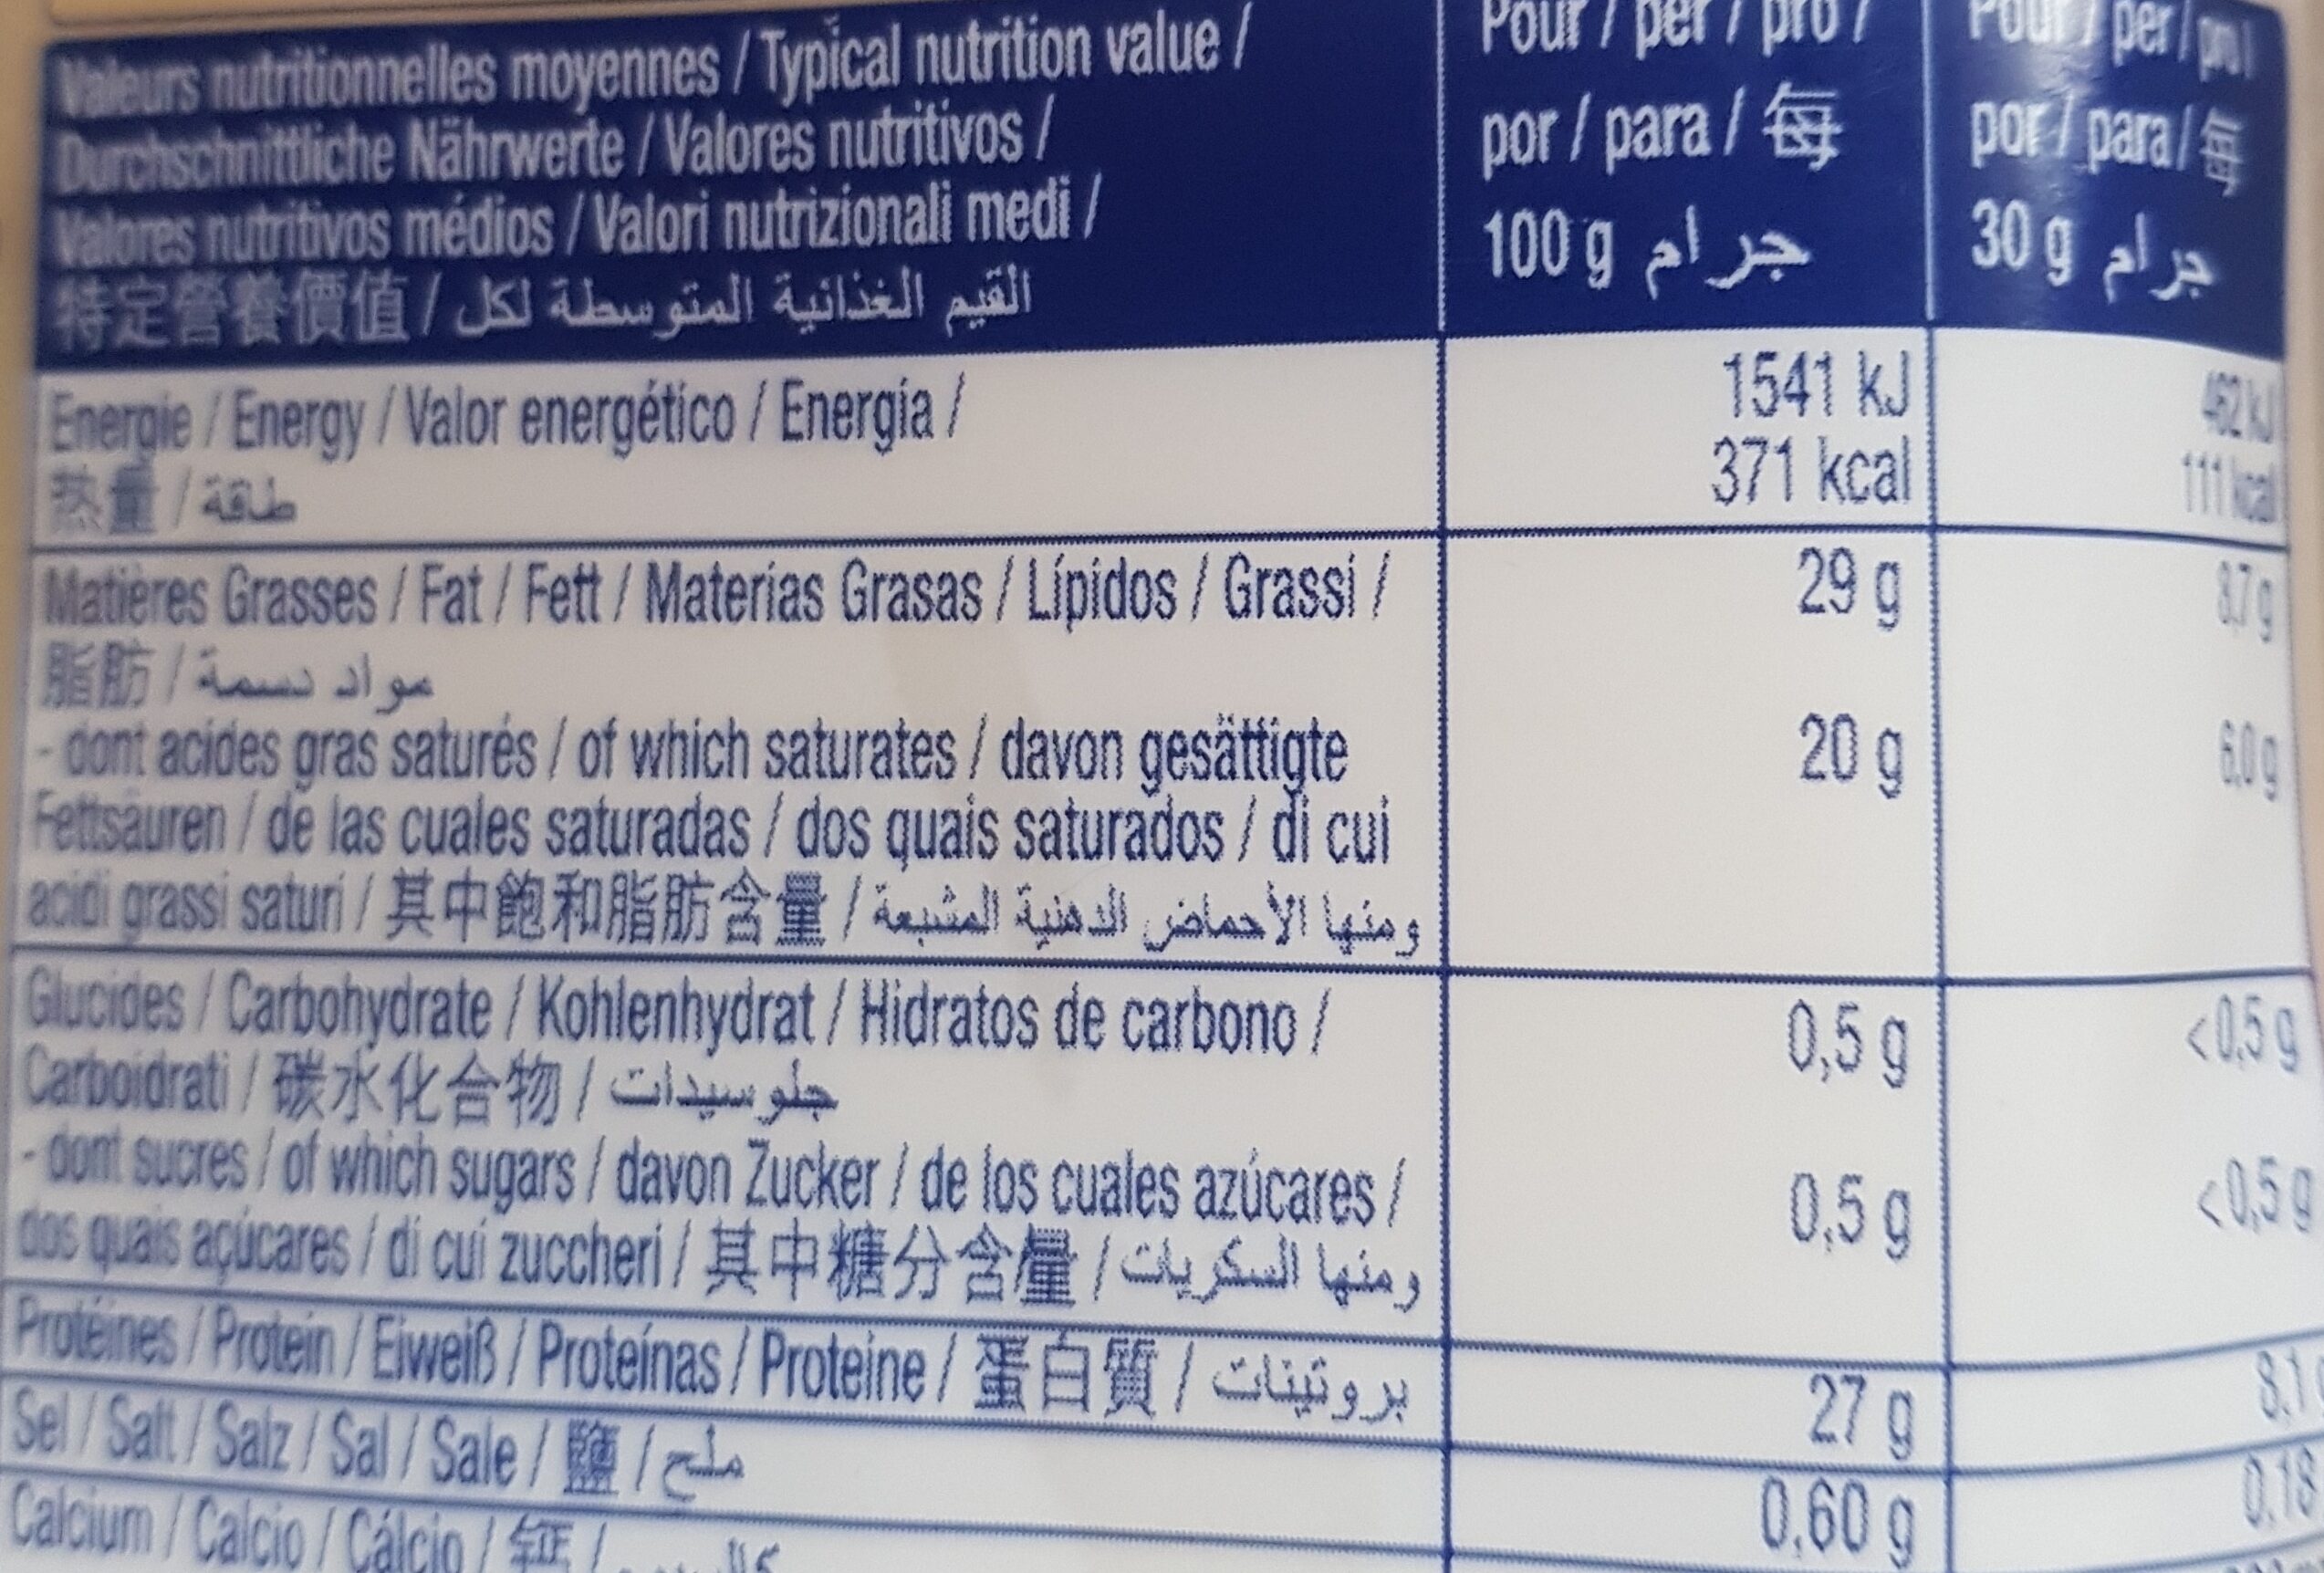 Valeurs nutritionnelles moyennes / Typical nutrition value /
Durchschnittliche Nährwerte / Valores nutritivos /
Valores nutritivos médios / Valori nutrizionali medi /
特定營養價值 / القيم الغذائية المتوسطة لكل
Pour / per / pro /
por / para / 每
100 g جرام
Pour / per / pro /
por / para / 每
30 g جرام
Energie / Energy / Valor energético / Energia /
热量 / طاقة
1541 kJ
371 kcal
462 kJ
111 kcal
Matières Grasses / Fat / Fett / Materias Grasas / Lípidos / Grassi /
脂肪 / مواد دسمة
29 g
8,7 g
- dont acides gras saturés / of which saturates / davon gesättigte
Fettsäuren / de las cuales saturadas / dos quais saturados / di cui
acidi grassi saturi / 其中飽和脂肪含量 / ومنها الأحماض الدهنية المشبعة
20 g
6,0 g
Glucides / Carbohydrate / Kohlenhydrat / Hidratos de carbono /
Carboidrati / 碳水化合物 / جلوسيدات
0,5 g
<0,5 g
- dont sucres / of which sugars / davon Zucker / de los cuales azúcares /
dos quais açúcares / di cui zuccheri / 其中糖分含量 / ومنها السكريات
0,5 g
<0,5 g
Protéines / Protein / Eiweiß / Proteínas / Proteine / 蛋白質 / بروتينات
27 g
8,1
Sel / Salt / Salz / Sal / Sale / 鹽 / ملح
0,60 g
0,18
Calcium / Calcio / Cálcio / 钙 /